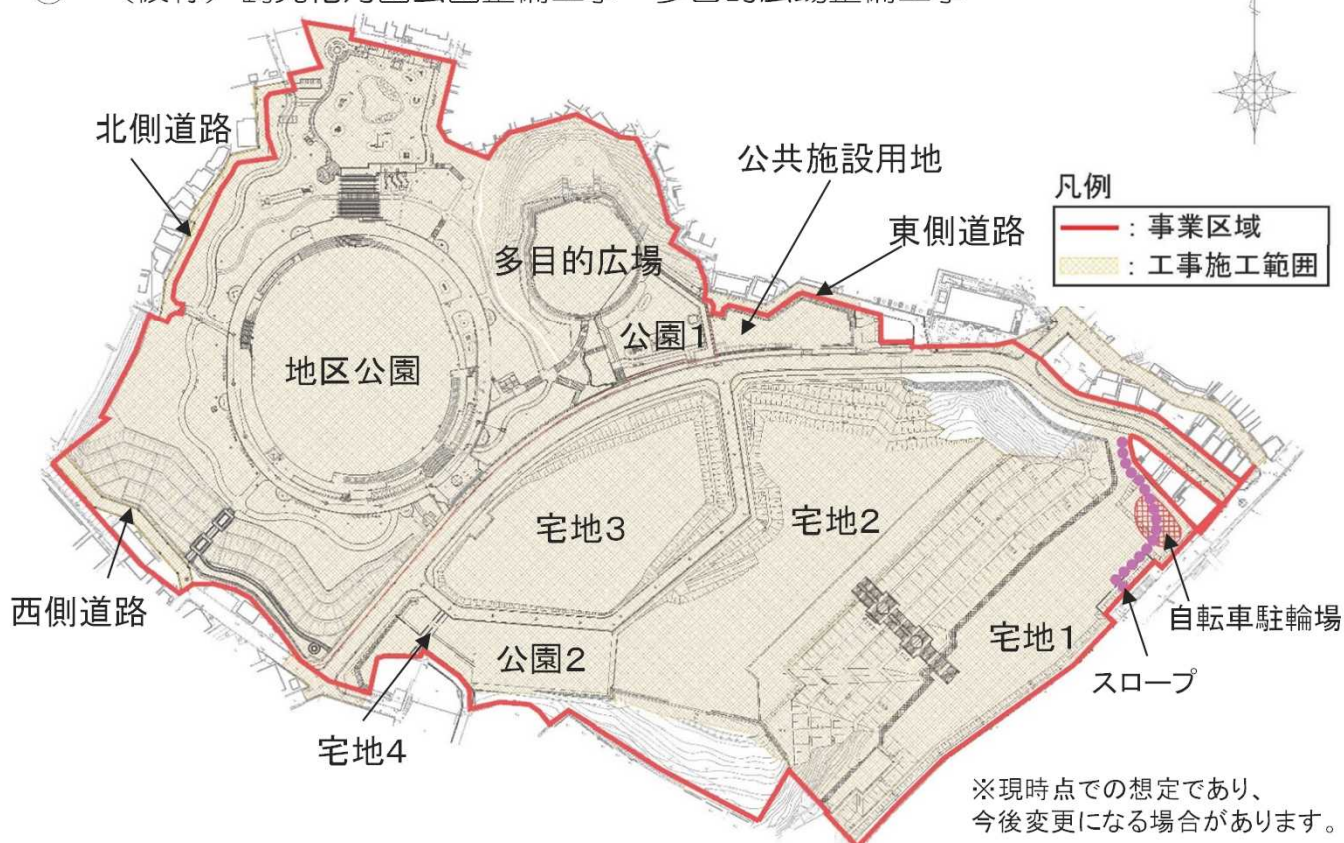 北側道路
公共施設用地
凡例
東側道路
：事業区域
：工事施工範囲
多目的広場
公園1
地区公園
宅地3
宅地2
西側道路
宅地1
自転車駐輪場
公園2
スロープ
宅地4
※現時点での想定であり、
今後変更になる場合があります。